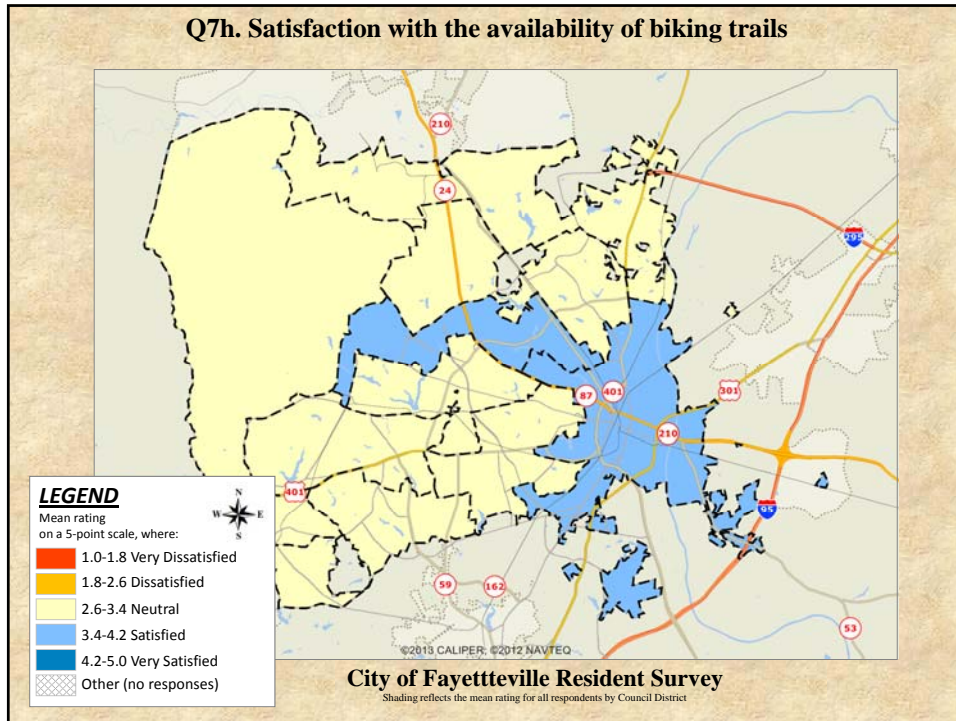 Q7h. Satisfaction with the availability of biking trails
210
24
295
87
401
301
210
401
95
59
162
53
LEGEND
Mean rating
on a 5-point scale, where:
N
W E
S
1.0-1.8 Very Dissatisfied
1.8-2.6 Dissatisfied
2.6-3.4 Neutral
3.4-4.2 Satisfied
4.2-5.0 Very Satisfied
Other (no responses)
©2013 CALIPER; ©2012 NAVTEQ
City of Fayettteville Resident Survey
Shading reflects the mean rating for all respondents by Council District